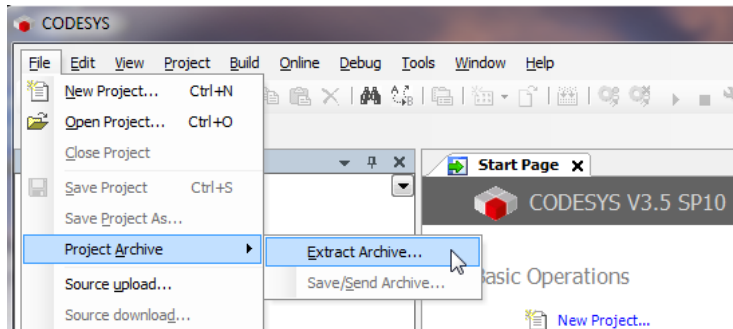 CODESYS
File Edit View Project Build Online Debug Tools Window Help
New Project... Ctrl+N
Open Project... Ctrl+O
Close Project
Save Project Ctrl+S
Save Project As...
Project Archive
Extract Archive...
Save/Send Archive...
Source upload...
Source download...
Start Page
CODESYS V3.5 SP10
Basic Operations
New Project...